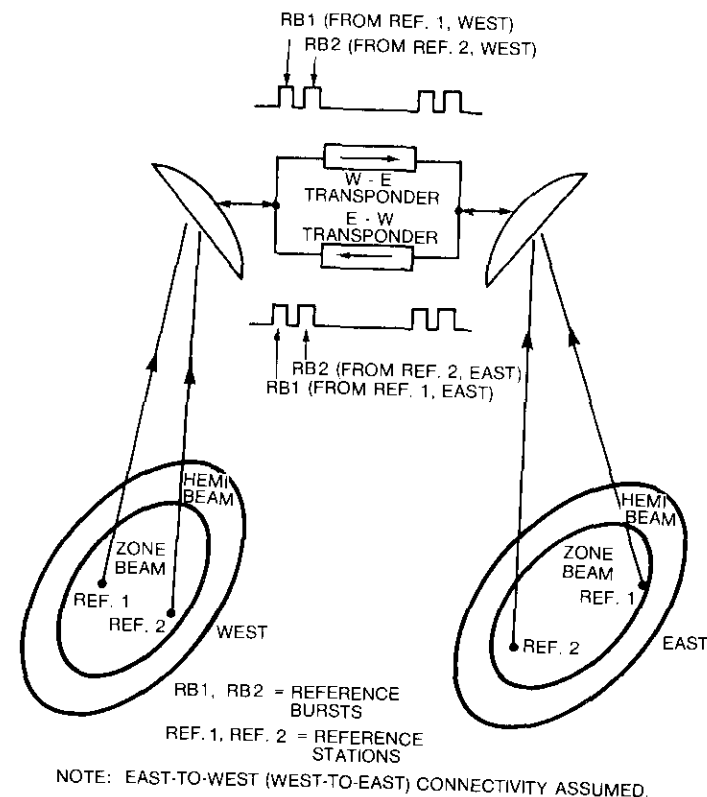 RB1 (FROM REF. 1, WEST)
RB2 (FROM REF. 2, WEST)
W - E
TRANSPONDER
E - W
TRANSPONDER
RB2 (FROM REF. 2, EAST)
RB1 (FROM REF. 1, EAST)
HEMI
BEAM
ZONE
BEAM
REF. 1
REF. 2
WEST
HEMI
BEAM
ZONE
BEAM
REF. 1
REF. 2
EAST
RB1, RB2 = REFERENCE
BURSTS
REF. 1, REF. 2 = REFERENCE
STATIONS
NOTE: EAST-TO-WEST (WEST-TO-EAST) CONNECTIVITY ASSUMED.